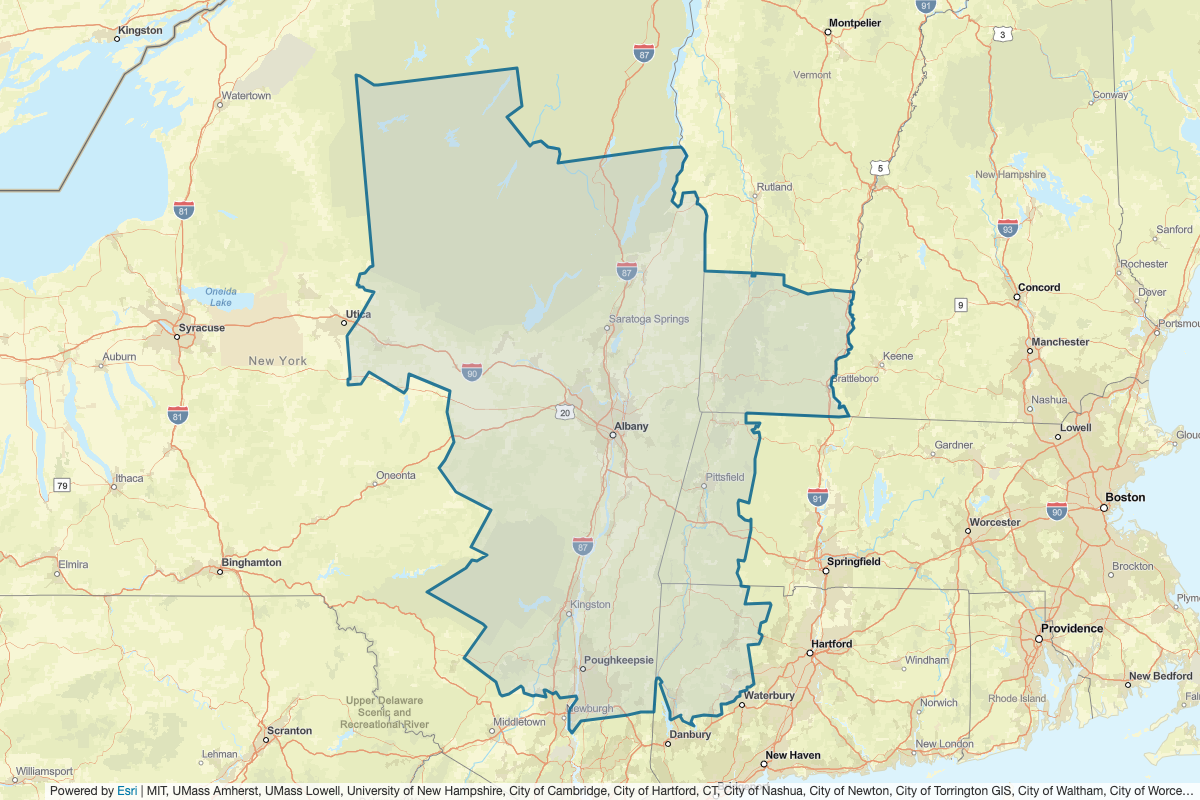 91
Montpelier
Kingston
3
87
Vermont
Watertown
Conway
5
New Hampshire
Rutland
81
93
Sanford
Rochester
87
Concord
Dover
Oneida
Lake
9
Utica
Saratoga Springs
Portsmou
Syracuse
Manchester
Auburn
New York
Keene
90
Brattleboro
Nashua
81
20
Albany
Lowell
Glouc
Gardner
Ithaca
79
Oneonta
Pittsfield
91
Boston
90
Worcester
87
Binghamton
Springfield
Elmira
Brockton
Kingston
Plym
Providence
Hartford
Poughkeepsie
Windham
New Bedford
Waterbury
Upper Delaware
Scenic and
Recreational River
Norwich
Rhode Island
Fai
Newburgh
Middletown
Scranton
Danbury
New London
Lehman
New Haven
Williamsport
Powered by Esri | MIT, UMass Amherst, UMass Lowell, University of New Hampshire, City of Cambridge, City of Hartford, CT, City of Nashua, City of Newton, City of Torrington GIS, City of Waltham, City of Worce…